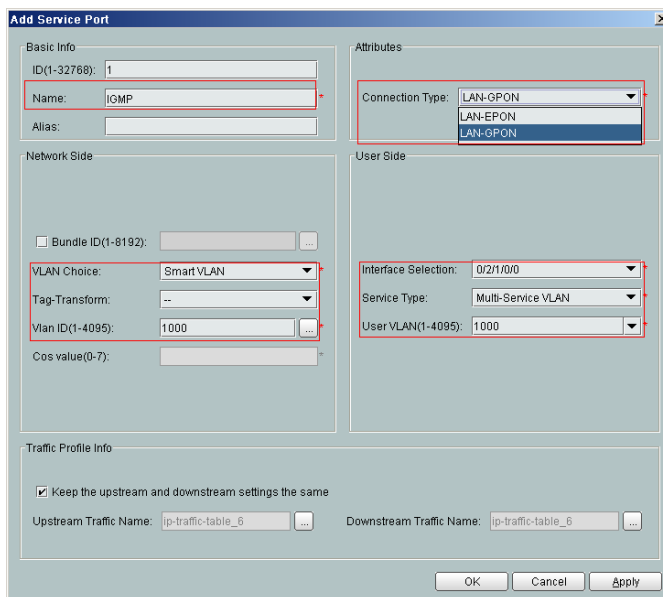 Add Service Port
Basic Info
ID(1-32768): 1
Name: IGMP *
Alias:
Attributes
Connection Type: LAN-GPON *
LAN-EPON
LAN-GPON
Network Side
Bundle ID(1-8192): ...
VLAN Choice: Smart VLAN *
Tag-Transform: --
Vlan ID(1-4095): 1000 ... *
Cos value(0-7): *
User Side
Interface Selection: 0/2/1/0/0 *
Service Type: Multi-Service VLAN *
User VLAN(1-4095): 1000 *
Traffic Profile Info
Keep the upstream and downstream settings the same
Upstream Traffic Name: ip-traffic-table_6 ... Downstream Traffic Name: ip-traffic-table_6 ...
OK Cancel Apply